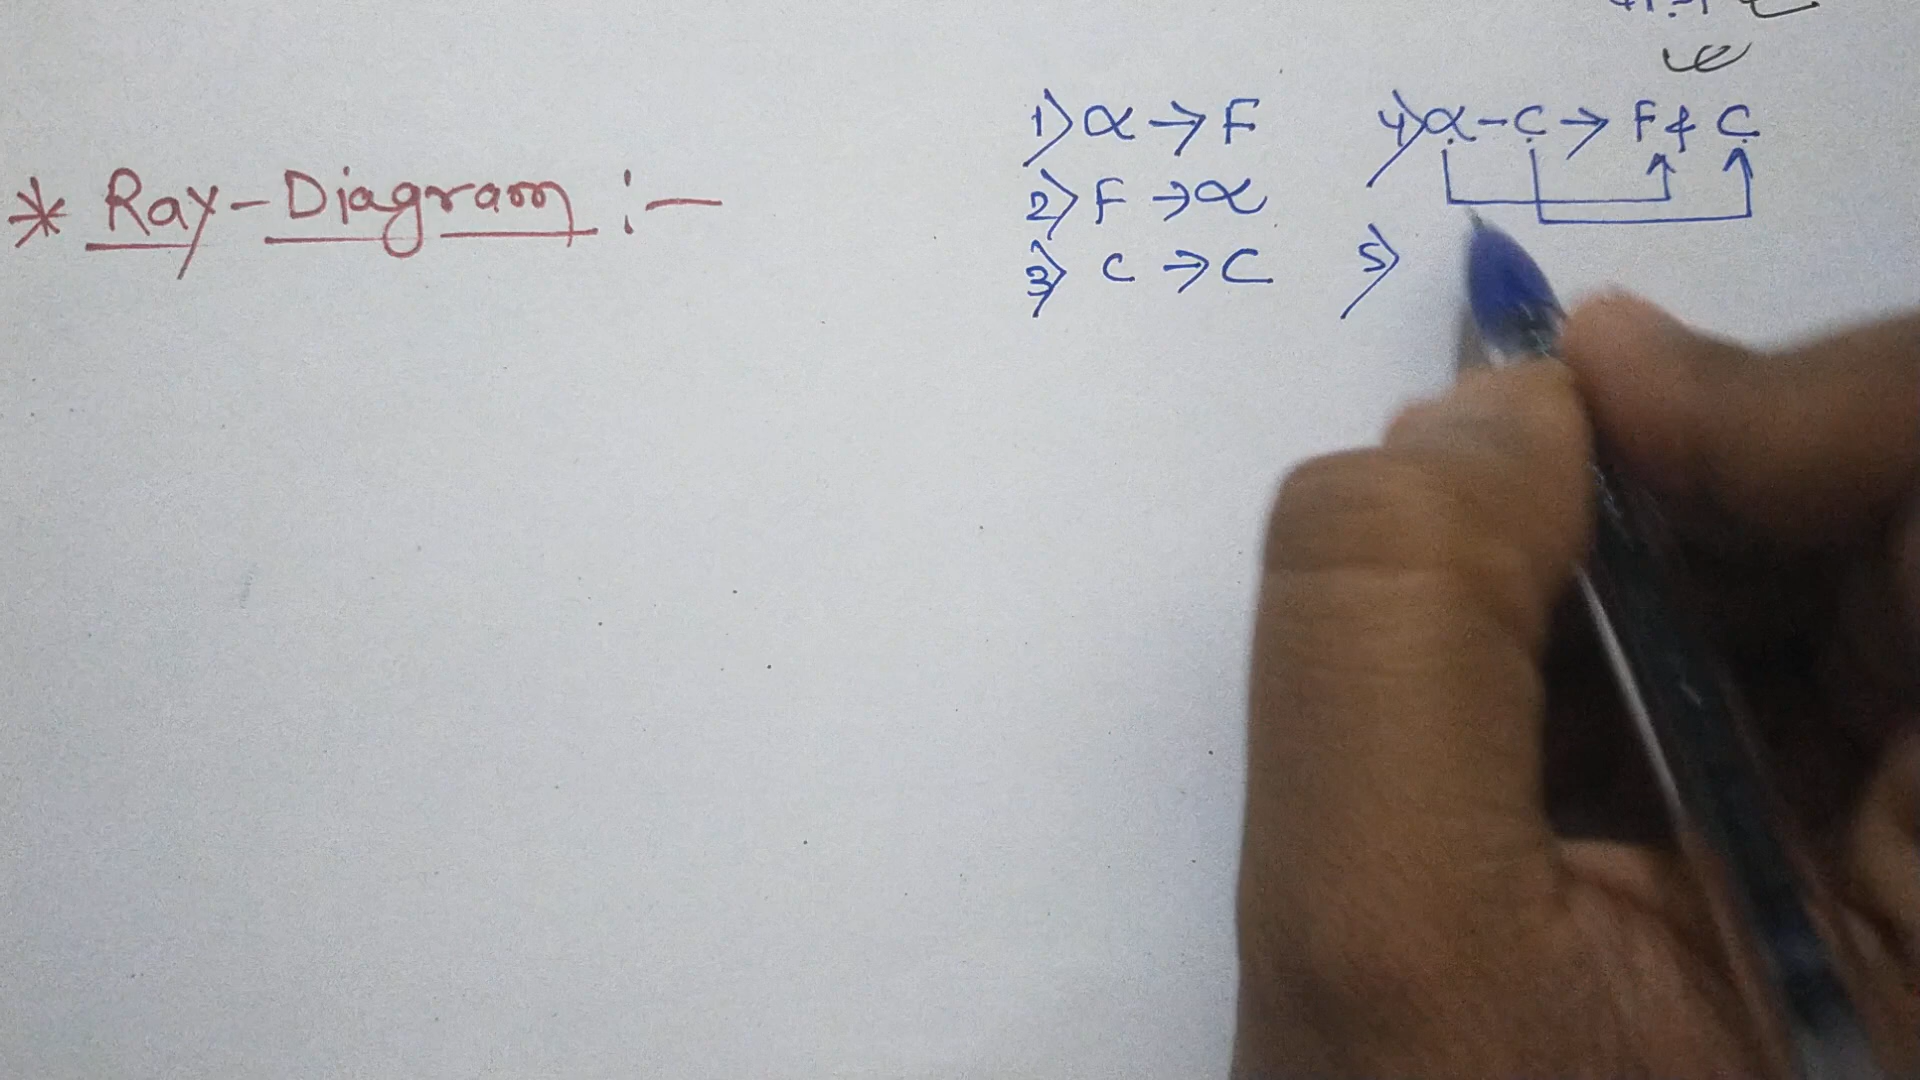 * Ray-Diagram :-
1) ∝ → F
2) F → ∝
3) C → C
4) ∝ - C → F & C
5)